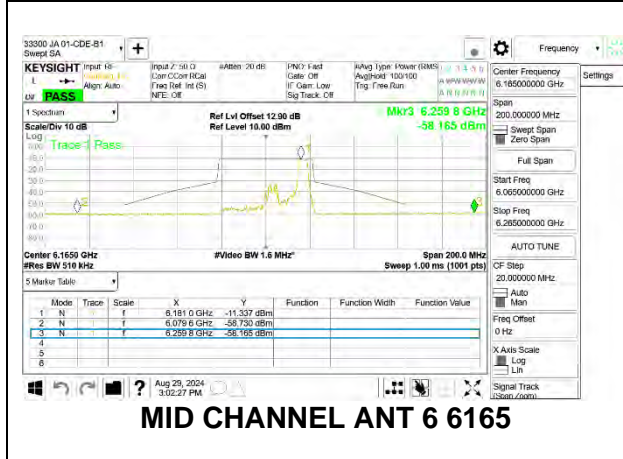 33300 JA 01-CDE-B1
Swept SA
Frequency
KEYSIGHT Input: RF
Align: Auto
PASS
Input Z: 50 Ω
Corr CCorr RCal
Freq Ref: Int (S)
NFE: Off
#Atten: 20 dB
PNO: Fast
Gate: Off
IF Gain: Low
Sig Track: Off
#Avg Type: Power (RMS)
Avg|Hold: 100/100
Trig: Free Run
Center Frequency
6.165000000 GHz
Settings
Span
200.000000 MHz
Swept Span
Zero Span
Full Span
Start Freq
6.065000000 GHz
Stop Freq
6.265000000 GHz
AUTO TUNE
CF Step
20.000000 MHz
Auto
Man
Freq Offset
0 Hz
X Axis Scale
Log
Lin
Signal Track
(Span Zoom)
1 Spectrum
Scale/Div 10 dB
Log
Trace 1 Pass
Ref Lvl Offset 12.90 dB
Ref Level 10.00 dBm
Mkr3 6.259 8 GHz
-58.165 dBm
Center 6.1650 GHz
#Res BW 510 kHz
#Video BW 1.6 MHz*
Span 200.0 MHz
Sweep 1.00 ms (1001 pts)
5 Marker Table
Mode Trace Scale X Y Function Function Width Function Value
1 N 1 f 6.181 0 GHz -11.337 dBm
2 N 1 f 6.079 6 GHz -58.730 dBm
3 N 1 f 6.259 8 GHz -58.165 dBm
4
5
6
?
Aug 29, 2024
3:02:27 PM
MID CHANNEL ANT 6 6165